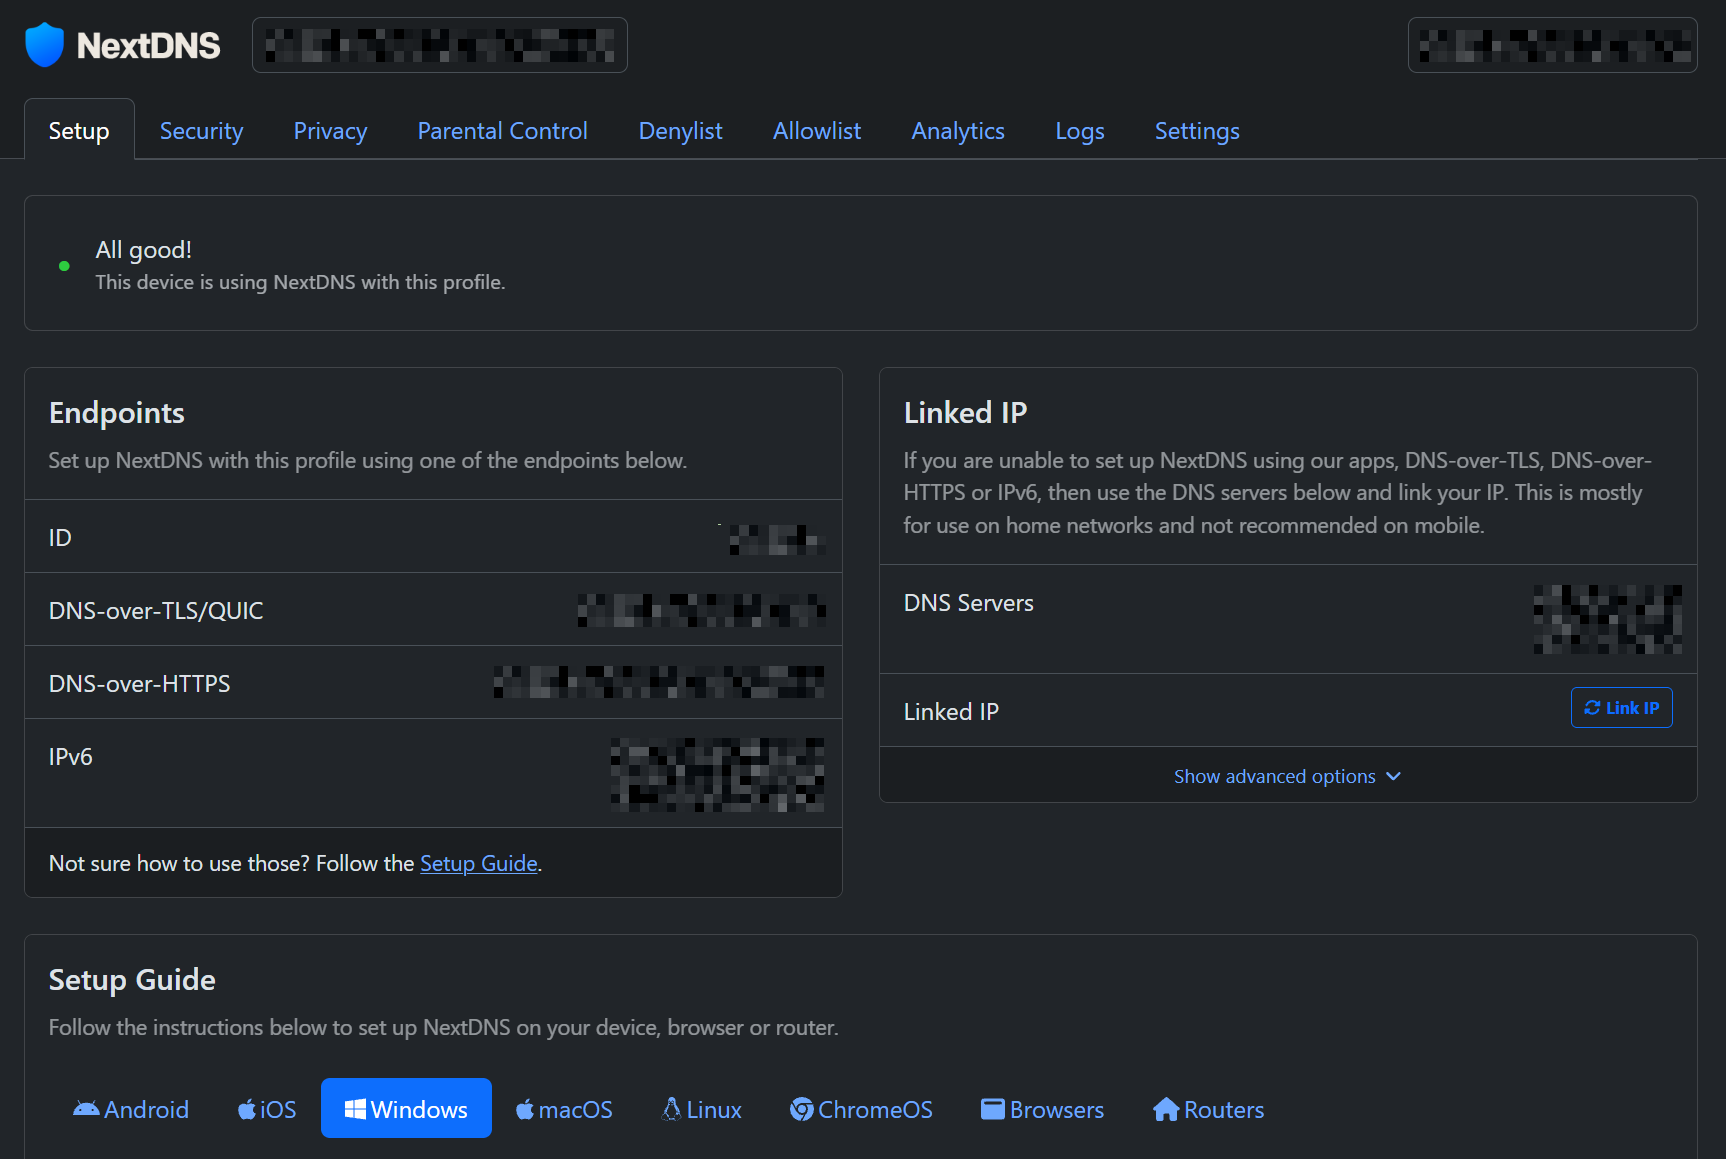 NextDNS
Setup
Security
Privacy
Parental Control
Denylist
Allowlist
Analytics
Logs
Settings
All good!
This device is using NextDNS with this profile.
Endpoints
Set up NextDNS with this profile using one of the endpoints below.
ID
DNS-over-TLS/QUIC
DNS-over-HTTPS
IPv6
Not sure how to use those? Follow the Setup Guide.
Linked IP
If you are unable to set up NextDNS using our apps, DNS-over-TLS, DNS-over-
HTTPS or IPv6, then use the DNS servers below and link your IP. This is mostly
for use on home networks and not recommended on mobile.
DNS Servers
Linked IP
Link IP
Show advanced options
Setup Guide
Follow the instructions below to set up NextDNS on your device, browser or router.
Android
iOS
Windows
macOS
Linux
ChromeOS
Browsers
Routers